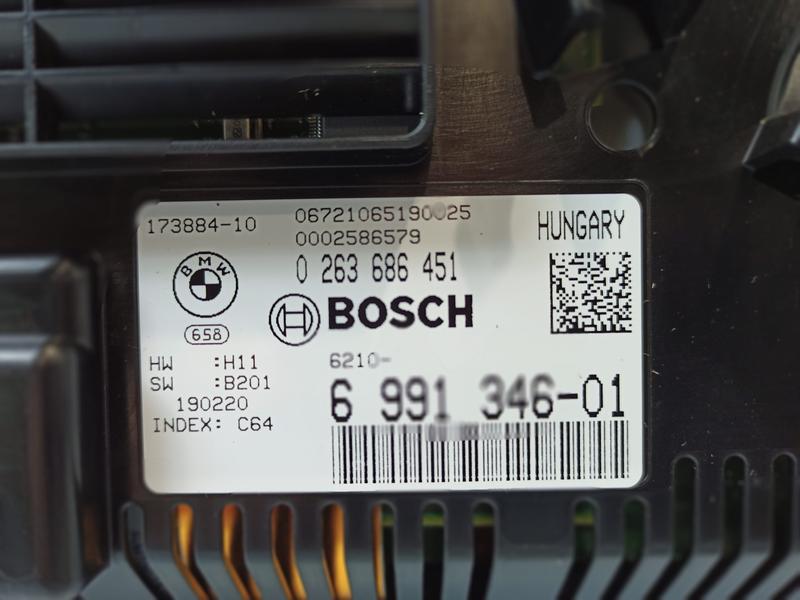 173884-10
0002586579
HUNGARY
0 263 686 451
BMW
BOSCH
658
HW :H11
SW :B201
190220
INDEX: C64
6210-
6 991 346-01